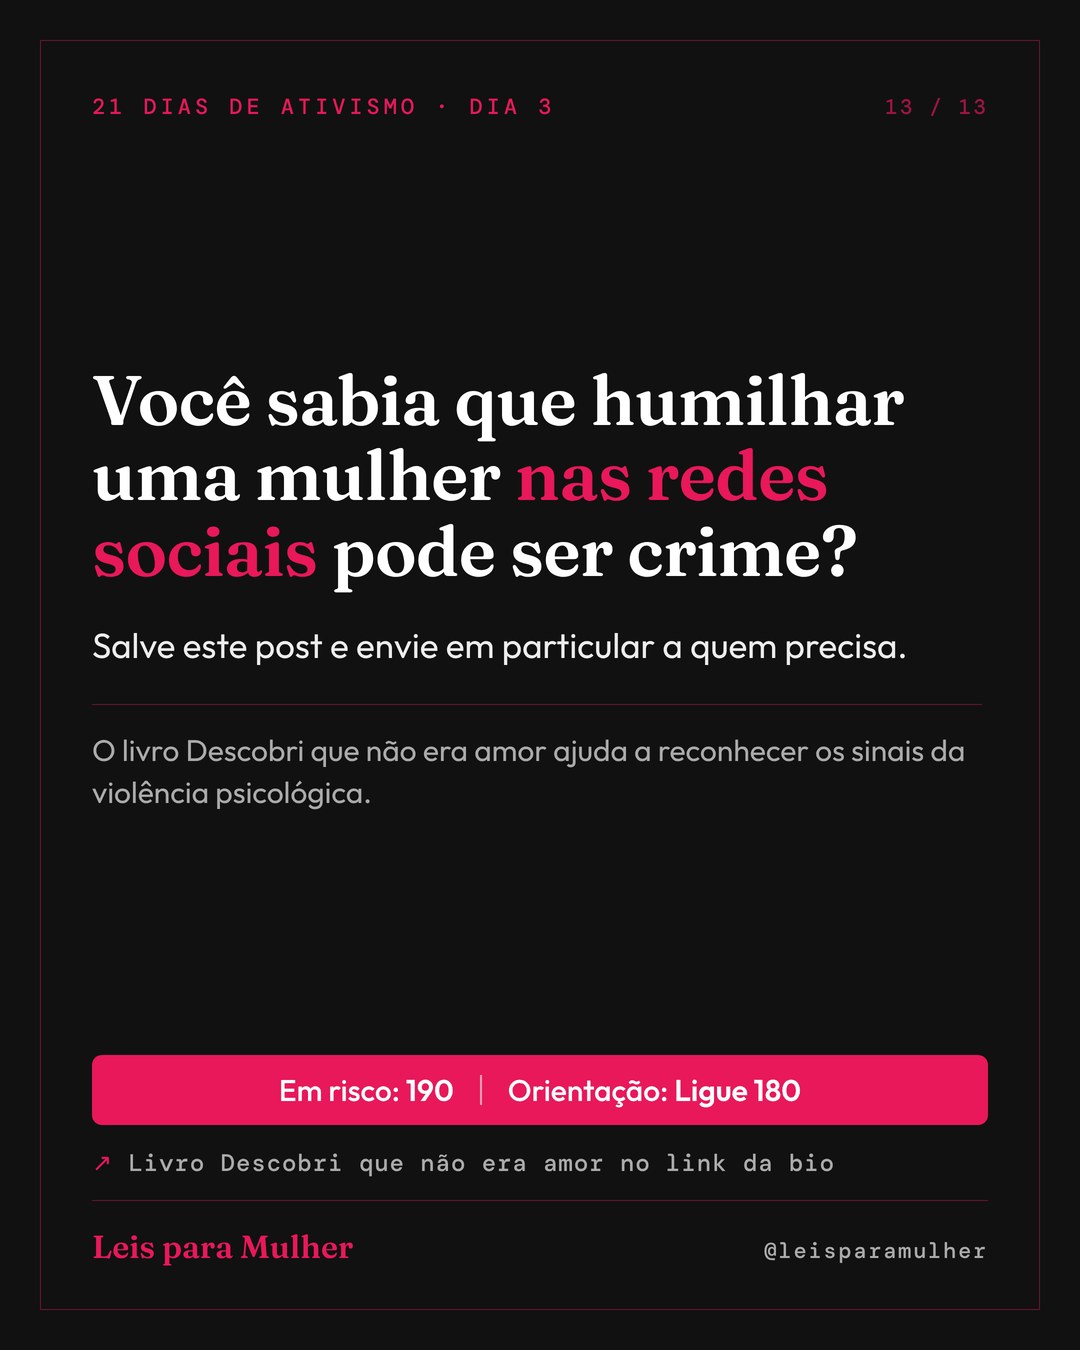 21 DIAS DE ATIVISMO · DIA 3
13 / 13
Você sabia que humilhar
uma mulher nas redes
sociais pode ser crime?
Salve este post e envie em particular a quem precisa.
O livro Descobri que não era amor ajuda a reconhecer os sinais da
violência psicológica.
Em risco: 190 | Orientação: Ligue 180
↗ Livro Descobri que não era amor no link da bio
Leis para Mulher
@leisparamulher